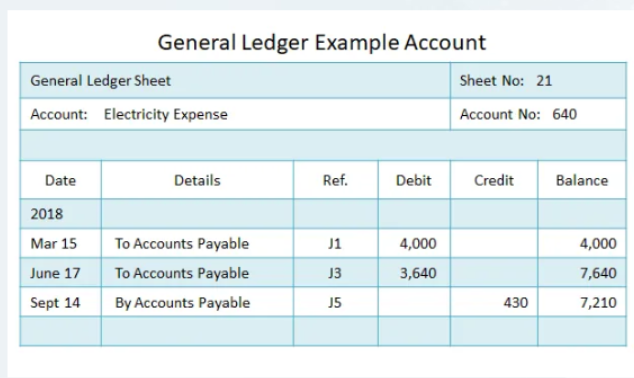 General Ledger Example Account
General Ledger Sheet Sheet No: 21
Account: Electricity Expense Account No: 640
Date Details Ref. Debit Credit Balance
2018
Mar 15 To Accounts Payable J1 4,000 4,000
June 17 To Accounts Payable J3 3,640 7,640
Sept 14 By Accounts Payable J5 430 7,210